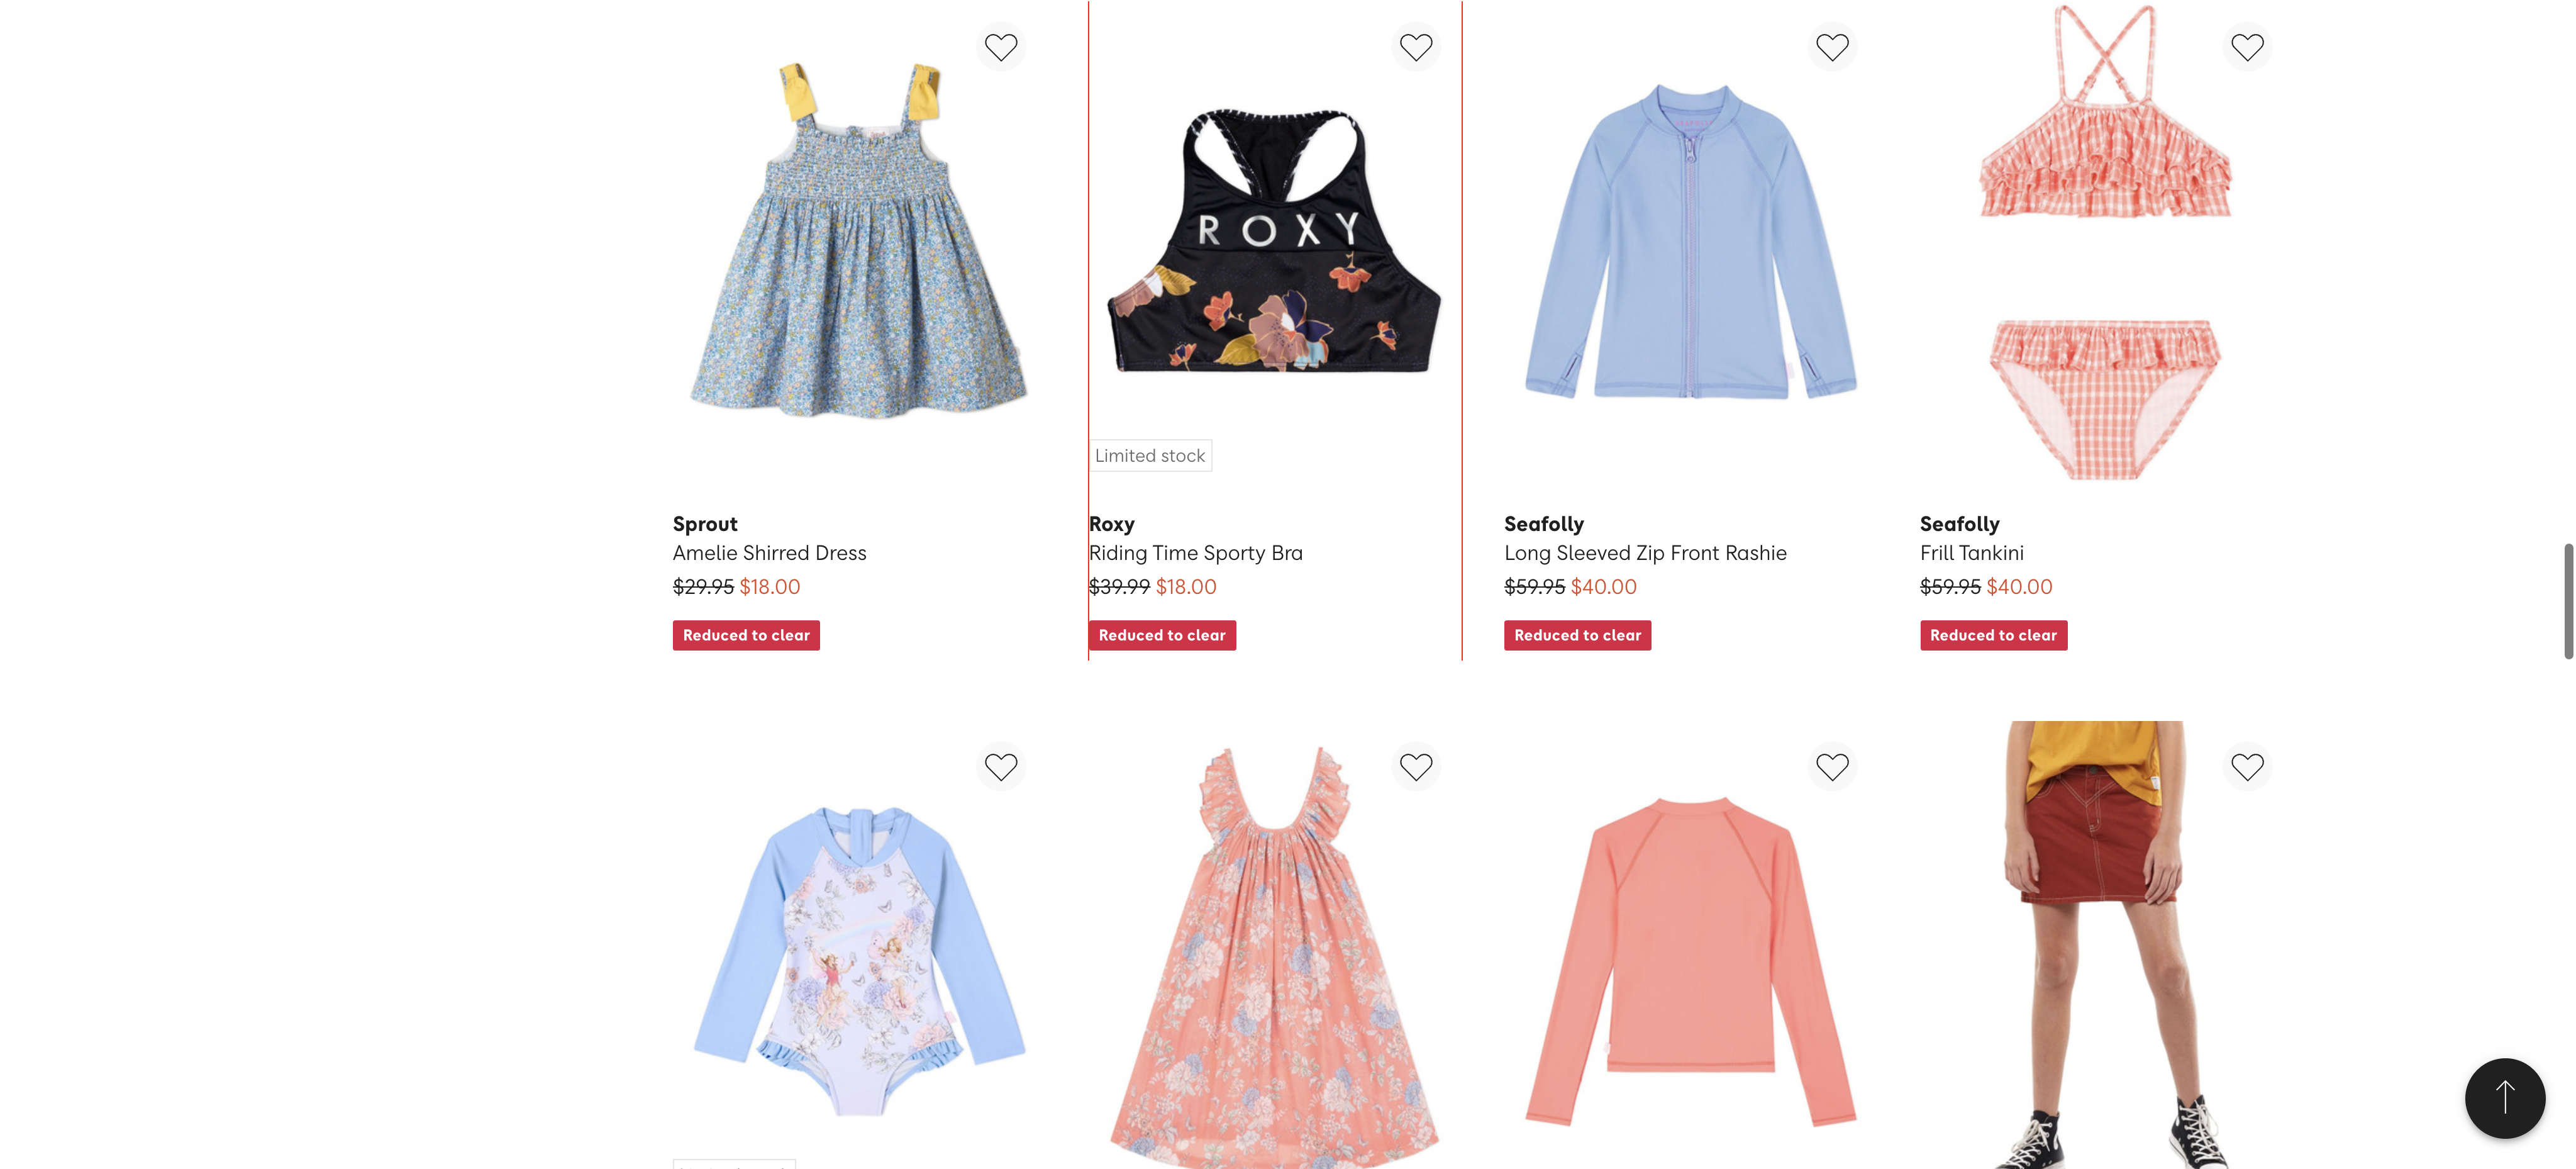 ROXY
Limited stock
Sprout
Amelie Shirred Dress
$29.95 $18.00
Reduced to clear
Roxy
Riding Time Sporty Bra
$39.99 $18.00
Reduced to clear
Seafolly
Long Sleeved Zip Front Rashie
$59.95 $40.00
Reduced to clear
Seafolly
Frill Tankini
$59.95 $40.00
Reduced to clear